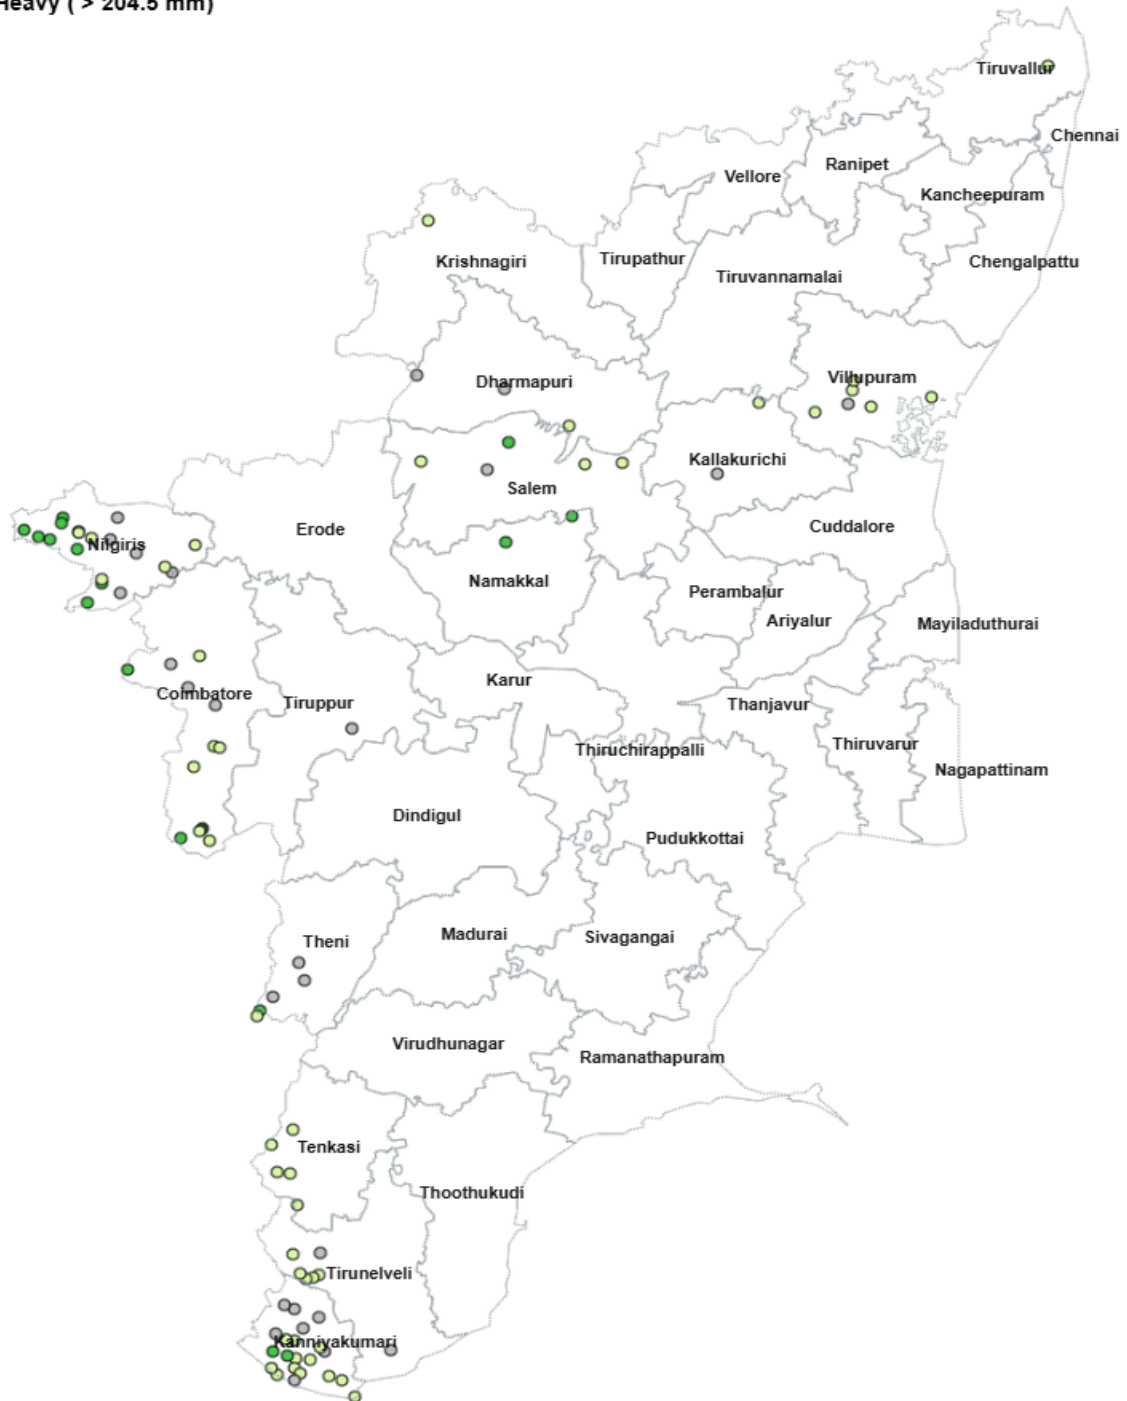 Heavy ( > 204.5 mm)
Tiruvallur
Chennai
Ranipet
Vellore
Kancheepuram
Tirupathur
Krishnagiri
Chengalpattu
Tiruvannamalai
Villupuram
Dharmapuri
Kallakurichi
Salem
Cuddalore
Erode
Nilgiris
Namakkal
Perambalur
Ariyalur
Mayiladuthurai
Karur
Coimbatore
Tiruppur
Thanjavur
Thiruvarur
Thiruchirappalli
Nagapattinam
Dindigul
Pudukkottai
Madurai
Sivagangai
Theni
Virudhunagar
Ramanathapuram
Tenkasi
Thoothukudi
Tirunelveli
Kanniyakumari